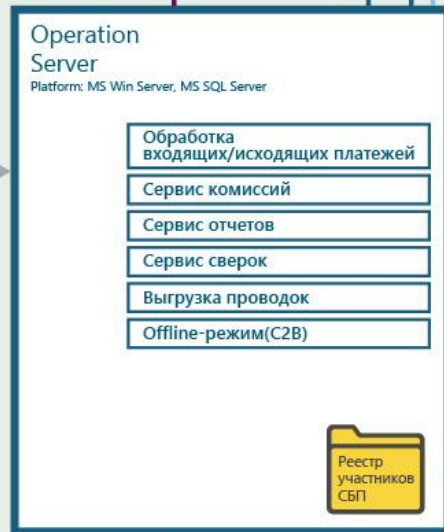 Operation
Server
Platform: MS Win Server, MS SQL Server
Обработка
входящих/исходящих платежей
Сервис комиссий
Сервис отчетов
Сервис сверок
Выгрузка проводок
Offline-режим(C2B)
Реестр
участников
СБП